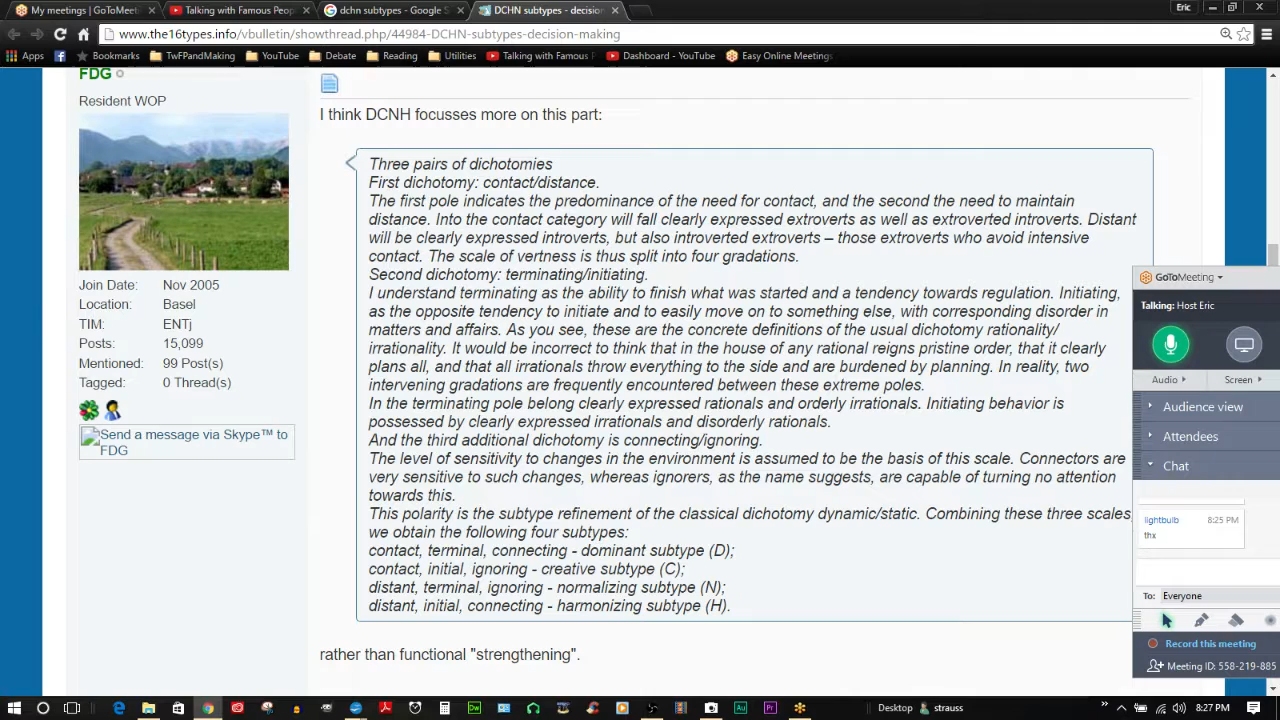 My meetings | GoToMeeti
Talking with Famous Peop
dchn subtypes - Google S
DCHN subtypes - decision
Eric
www.the16types.info/vbulletin/showthread.php/44984-DCHN-subtypes-decision-making
Apps
Bookmarks
TwFPandMaking
YouTube
Debate
Reading
Utilities
Talking with Famous
Dashboard - YouTube
Easy Online Meetings
FDG
Resident WOP
Join Date: Nov 2005
Location: Basel
TIM: ENTj
Posts: 15,099
Mentioned: 99 Post(s)
Tagged: 0 Thread(s)
Send a message via Skype™ to
FDG
I think DCNH focusses more on this part:
Three pairs of dichotomies
First dichotomy: contact/distance.
The first pole indicates the predominance of the need for contact, and the second the need to maintain
distance. Into the contact category will fall clearly expressed extroverts as well as extroverted introverts. Distant
will be clearly expressed introverts, but also introverted extroverts – those extroverts who avoid intensive
contact. The scale of vertness is thus split into four gradations.
Second dichotomy: terminating/initiating.
I understand terminating as the ability to finish what was started and a tendency towards regulation. Initiating,
as the opposite tendency to initiate and to easily move on to something else, with corresponding disorder in
matters and affairs. As you see, these are the concrete definitions of the usual dichotomy rationality/
irrationality. It would be incorrect to think that in the house of any rational reigns pristine order, that it clearly
plans all, and that all irrationals throw everything to the side and are burdened by planning. In reality, two
intervening gradations are frequently encountered between these extreme poles.
In the terminating pole belong clearly expressed rationals and orderly irrationals. Initiating behavior is
possessed by clearly expressed irrationals and disorderly rationals.
And the third additional dichotomy is connecting/ignoring.
The level of sensitivity to changes in the environment is assumed to be the basis of this scale. Connectors are
very sensitive to such changes, whereas ignorers, as the name suggests, are capable of turning no attention
towards this.
This polarity is the subtype refinement of the classical dichotomy dynamic/static. Combining these three scales,
we obtain the following four subtypes:
contact, terminal, connecting - dominant subtype (D);
contact, initial, ignoring - creative subtype (C);
distant, terminal, ignoring - normalizing subtype (N);
distant, initial, connecting - harmonizing subtype (H).
rather than functional "strengthening".
GoToMeeting
Talking: Host Eric
Audio
Screen
Audience view
Attendees
Chat
lightbulb 8:25 PM
thx
To: Everyone
Record this meeting
Meeting ID: 558-219-885
Desktop
strauss
8:27 PM